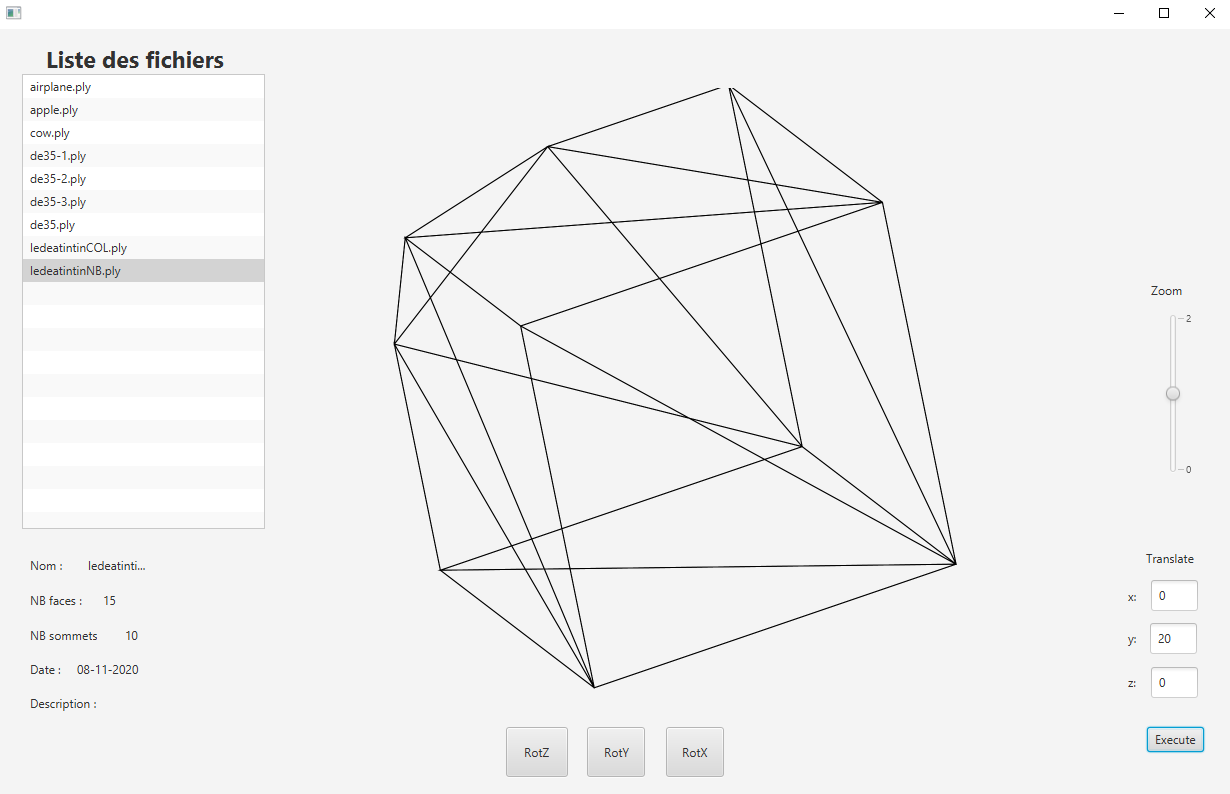 Liste des fichiers
airplane.ply
apple.ply
cow.ply
de35-1.ply
de35-2.ply
de35-3.ply
de35.ply
ledeatintinCOL.ply
ledeatintinNB.ply
Nom : ledeatinti...
NB faces : 15
NB sommets 10
Date : 08-11-2020
Description :
RotZ RotY RotX
Zoom
2
0
Translate
x: 0
y: 20
z: 0
Execute